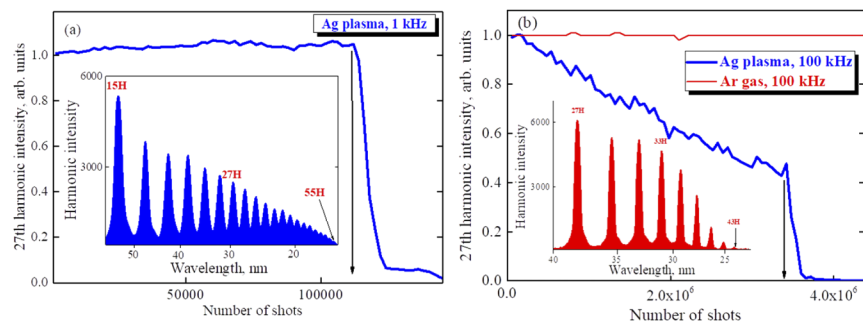 (a)
Ag plasma, 1 kHz
27th harmonic intensity, arb. units
1.0
0.8
0.6
0.4
0.2
0.0
50000
100000
Number of shots
6000
3000
Harmonic intensity
15H
27H
55H
50
40
30
20
Wavelength, nm
(b)
Ag plasma, 100 kHz
Ar gas, 100 kHz
27th harmonic intensity, arb. units
1.0
0.8
0.6
0.4
0.2
0.0
0.0
2.0x10⁶
4.0x10⁶
Number of shots
6000
3000
Harmonic intensity
27H
33H
43H
40
35
30
25
Wavelength, nm